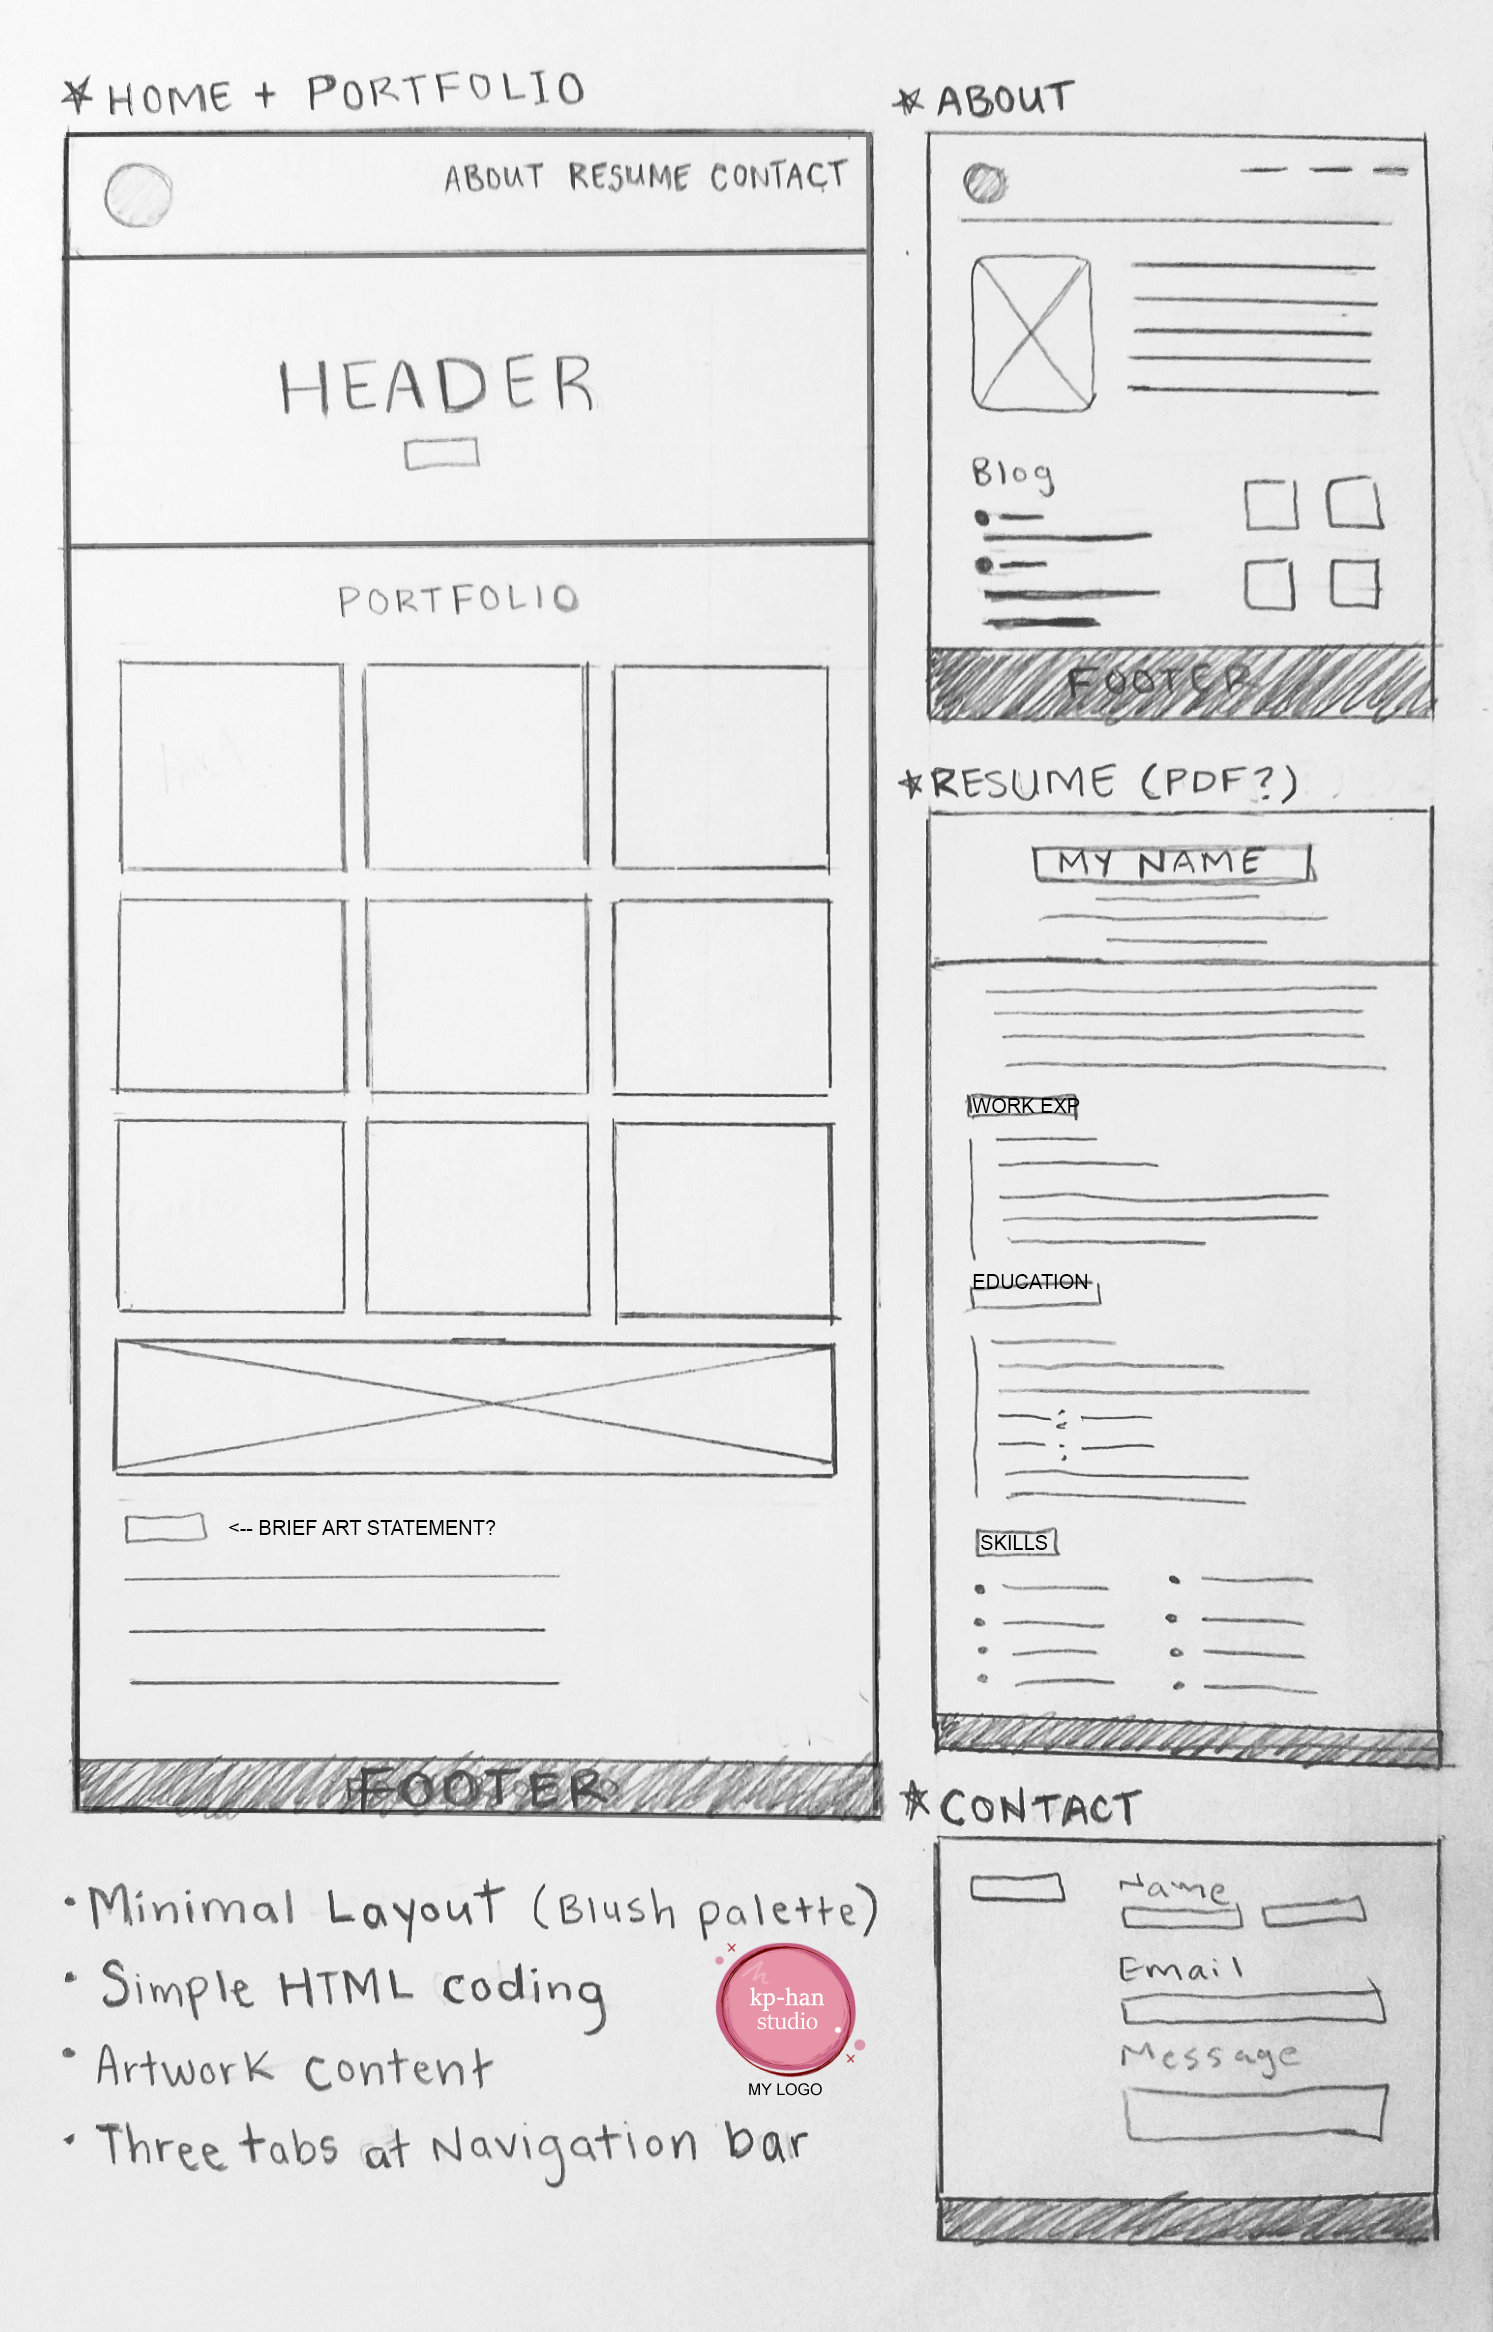 * HOME + PORTFOLIO
ABOUT RESUME CONTACT
HEADER
PORTFOLIO
<-- BRIEF ART STATEMENT?
FOOTER
• Minimal Layout (Blush palette)
• Simple HTML coding
• Artwork content
• Three tabs at Navigation bar
kp-han
studio
MY LOGO
* ABOUT
Blog
FOOTER
* RESUME (PDF?)
MY NAME
WORK EXP
EDUCATION
SKILLS
* CONTACT
Name
Email
Message